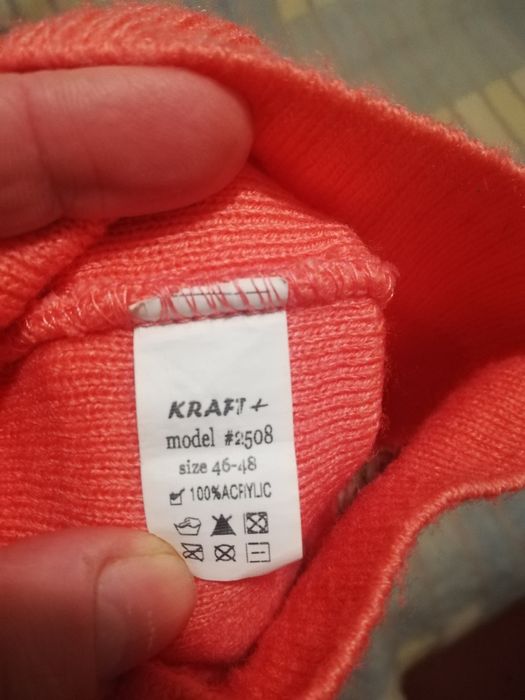 KRAFT+
model #2508
size 46-48
100%ACRYLIC